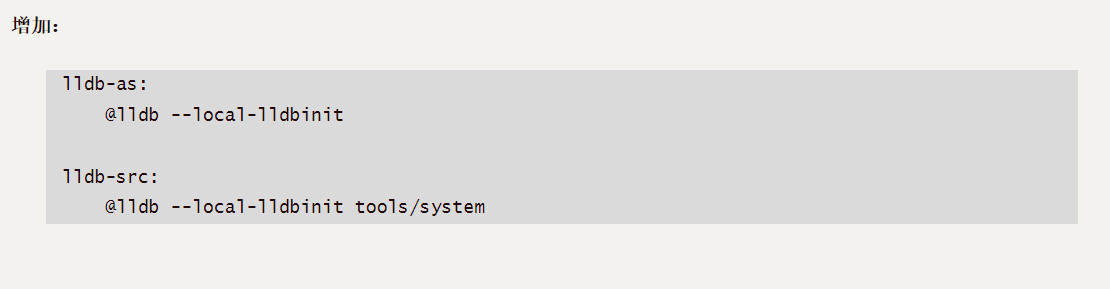 增加：
lldb-as:
    @lldb --local-lldbinit
lldb-src:
    @lldb --local-lldbinit tools/system